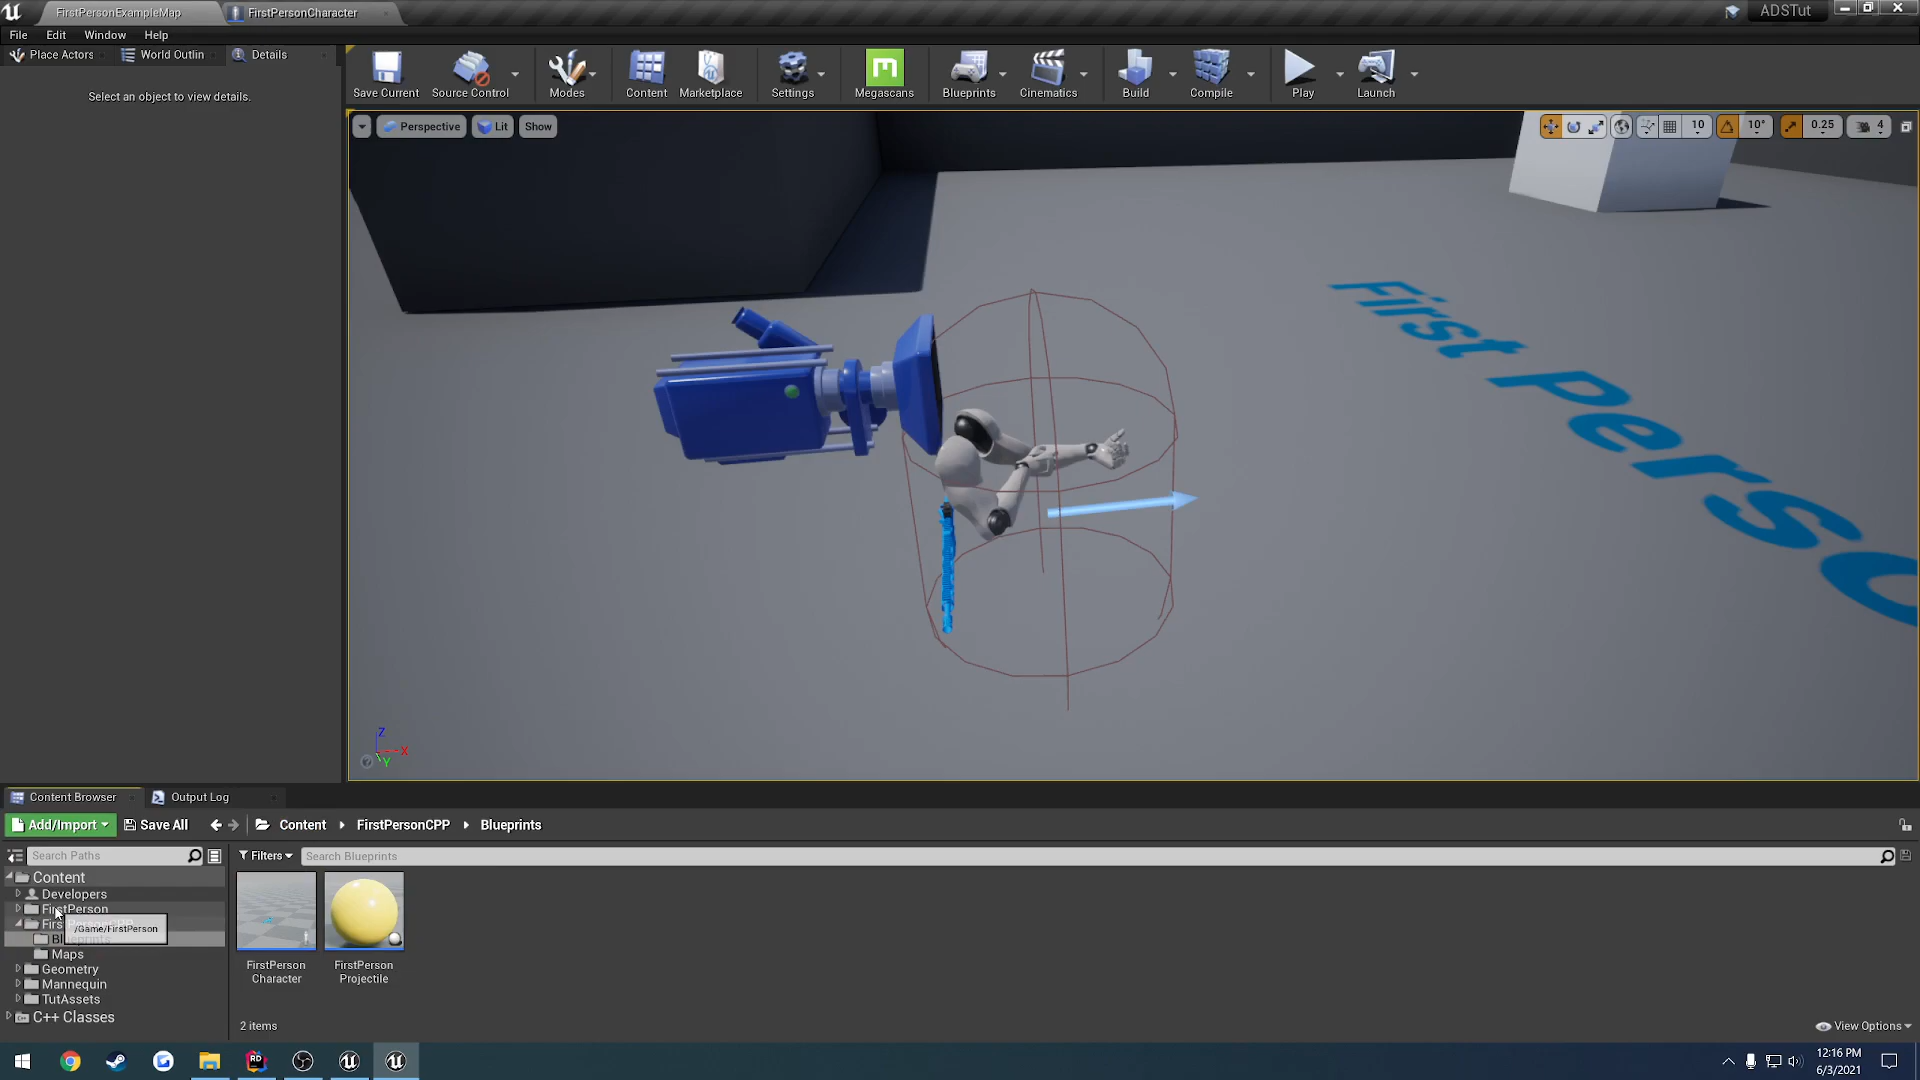 FirstPersonExampleMap
FirstPersonCharacter
ADSTut
File Edit Window Help
Place Actors World Outlin Details
Select an object to view details.
Save Current Source Control Modes Content Marketplace Settings Megascans Blueprints Cinematics Build Compile Play Launch
Perspective Lit Show
10 10° 0.25 4
First Perso
Z
X
Y
Content Browser Output Log
Add/Import Save All Content FirstPersonCPP Blueprints
Search Paths
Filters Search Blueprints
Content
Developers
FirstPerson
/Game/FirstPerson
Maps
Geometry
Mannequin
TutAssets
C++ Classes
FirstPerson
Character
FirstPerson
Projectile
2 items
View Options
12:16 PM
6/3/2021